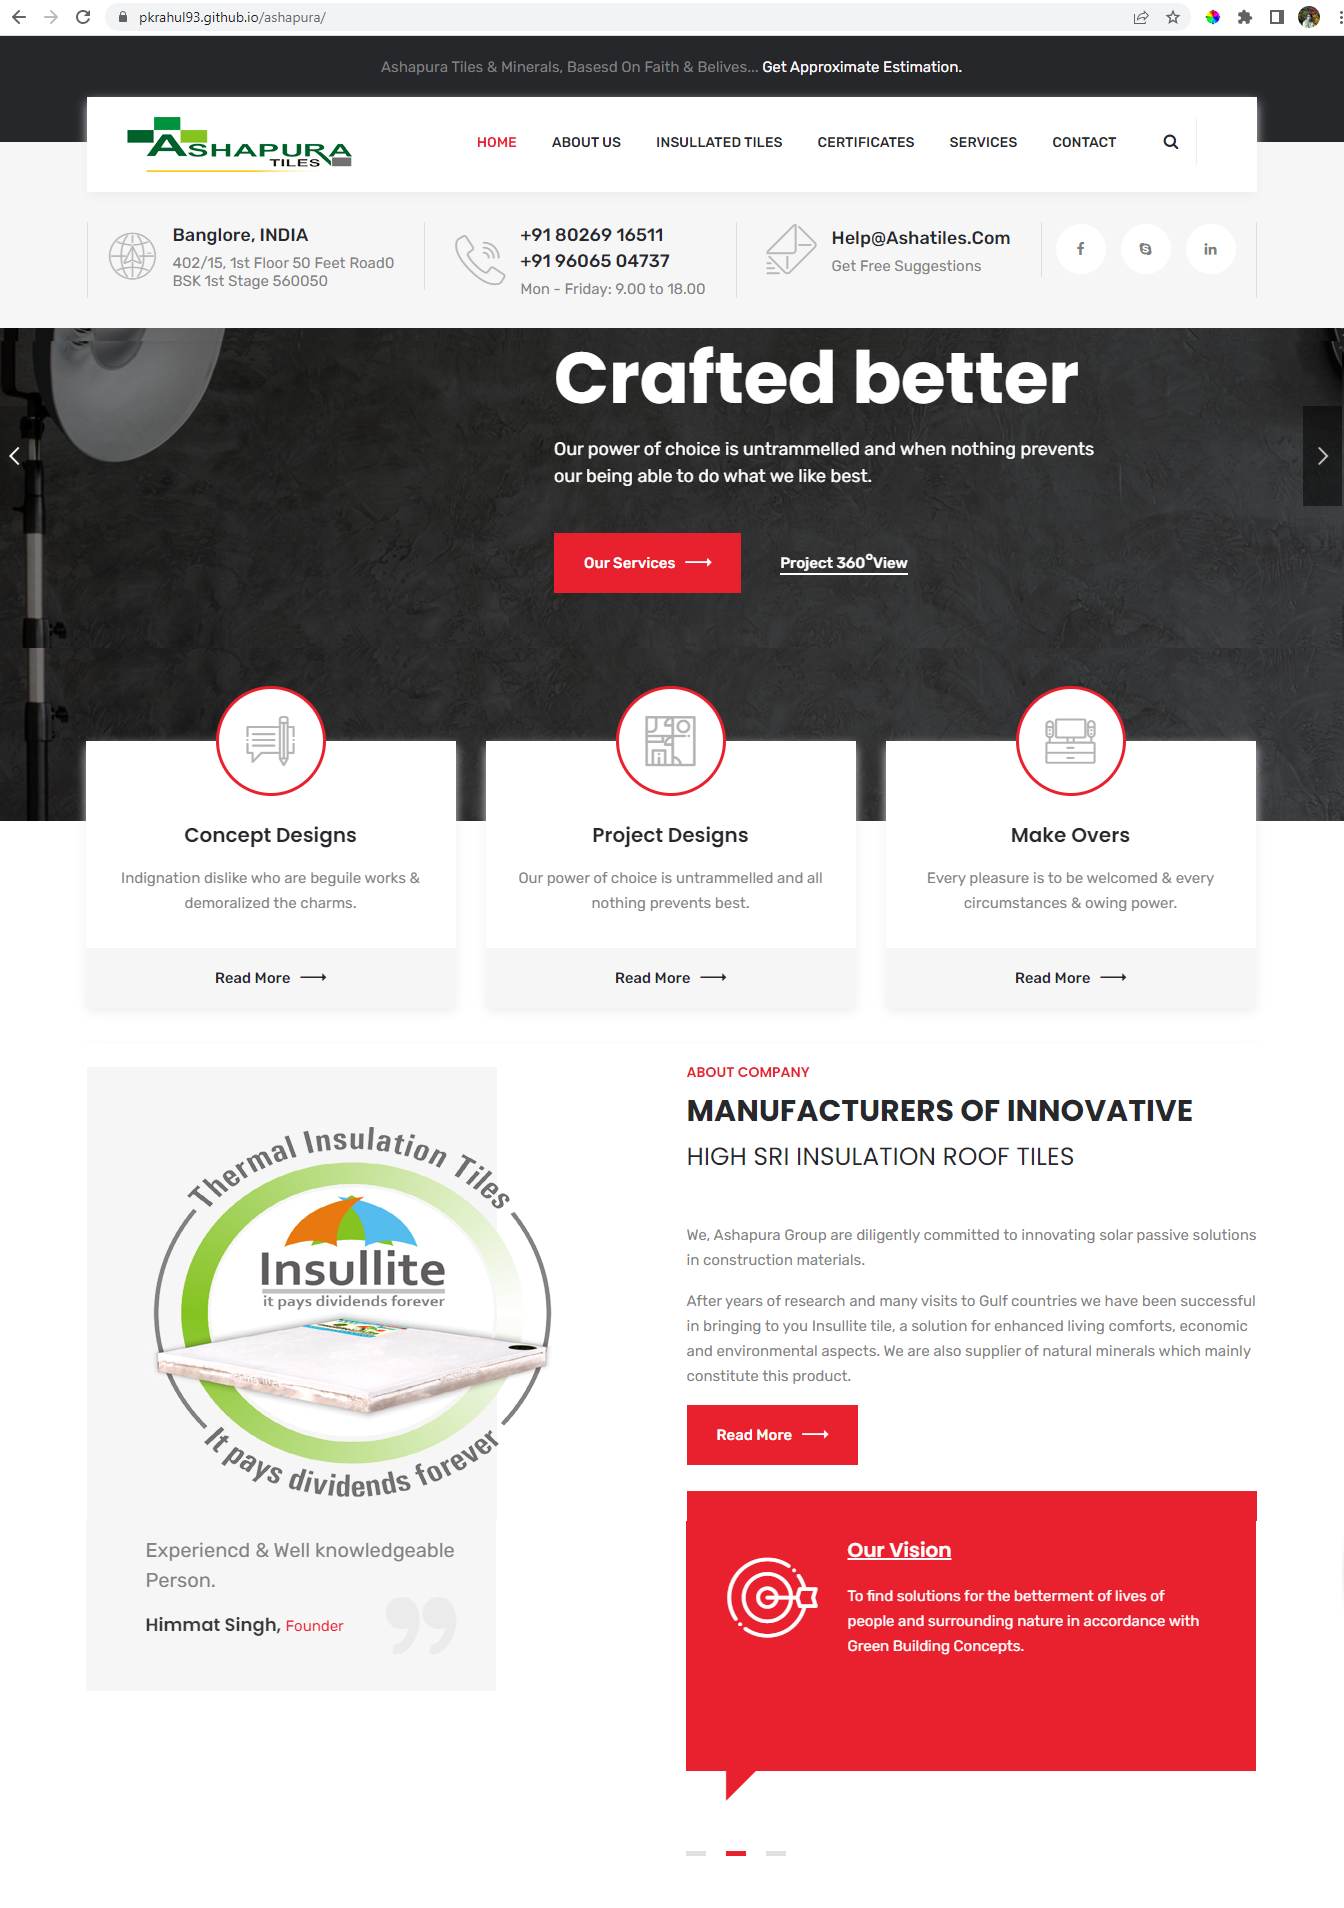 pkrahul93.github.io/ashapura/
Ashapura Tiles & Minerals, Basesd On Faith & Belives... Get Approximate Estimation.
ASHAPURA
TILES
HOME ABOUT US INSULLATED TILES CERTIFICATES SERVICES CONTACT
Banglore, INDIA
402/15, 1st Floor 50 Feet Road0
BSK 1st Stage 560050
+91 80269 16511
+91 96065 04737
Mon - Friday: 9.00 to 18.00
Help@Ashatiles.Com
Get Free Suggestions
Crafted better
Our power of choice is untrammelled and when nothing prevents
our being able to do what we like best.
Our Services
Project 360°View
Concept Designs
Indignation dislike who are beguile works &
demoralized the charms.
Read More
Project Designs
Our power of choice is untrammelled and all
nothing prevents best.
Read More
Make Overs
Every pleasure is to be welcomed & every
circumstances & owing power.
Read More
Thermal Insulation Tiles
Insullite
it pays dividends forever
It pays dividends forever
Experiencd & Well knowledgeable
Person.
Himmat Singh, Founder
ABOUT COMPANY
MANUFACTURERS OF INNOVATIVE
HIGH SRI INSULATION ROOF TILES
We, Ashapura Group are diligently committed to innovating solar passive solutions
in construction materials.
After years of research and many visits to Gulf countries we have been successful
in bringing to you Insullite tile, a solution for enhanced living comforts, economic
and environmental aspects. We are also supplier of natural minerals which mainly
constitute this product.
Read More
Our Vision
To find solutions for the betterment of lives of
people and surrounding nature in accordance with
Green Building Concepts.